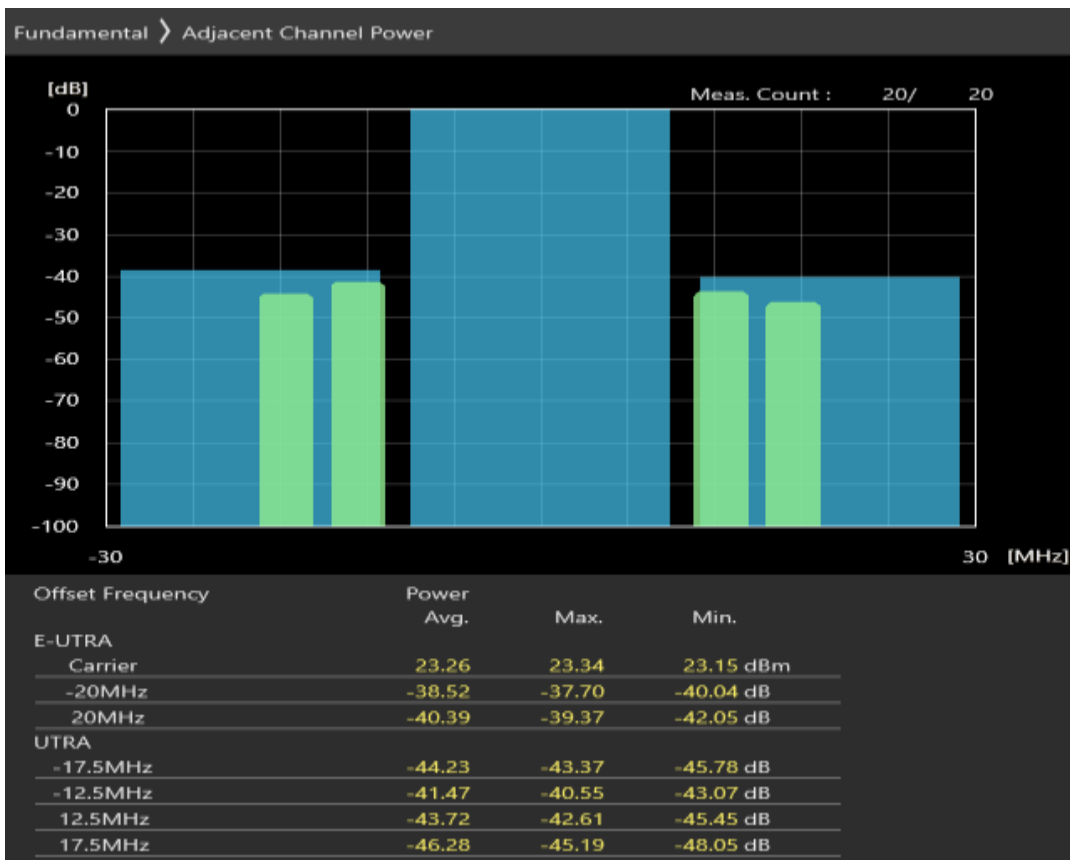 Fundamental ❯ Adjacent Channel Power
[dB]
Meas. Count : 20/ 20
0
-10
-20
-30
-40
-50
-60
-70
-80
-90
-100
-30 30 [MHz]
Offset Frequency Power
Avg. Max. Min.
E-UTRA
Carrier 23.26 23.34 23.15 dBm
-20MHz -38.52 -37.70 -40.04 dB
20MHz -40.39 -39.37 -42.05 dB
UTRA
-17.5MHz -44.23 -43.37 -45.78 dB
-12.5MHz -41.47 -40.55 -43.07 dB
12.5MHz -43.72 -42.61 -45.45 dB
17.5MHz -46.28 -45.19 -48.05 dB